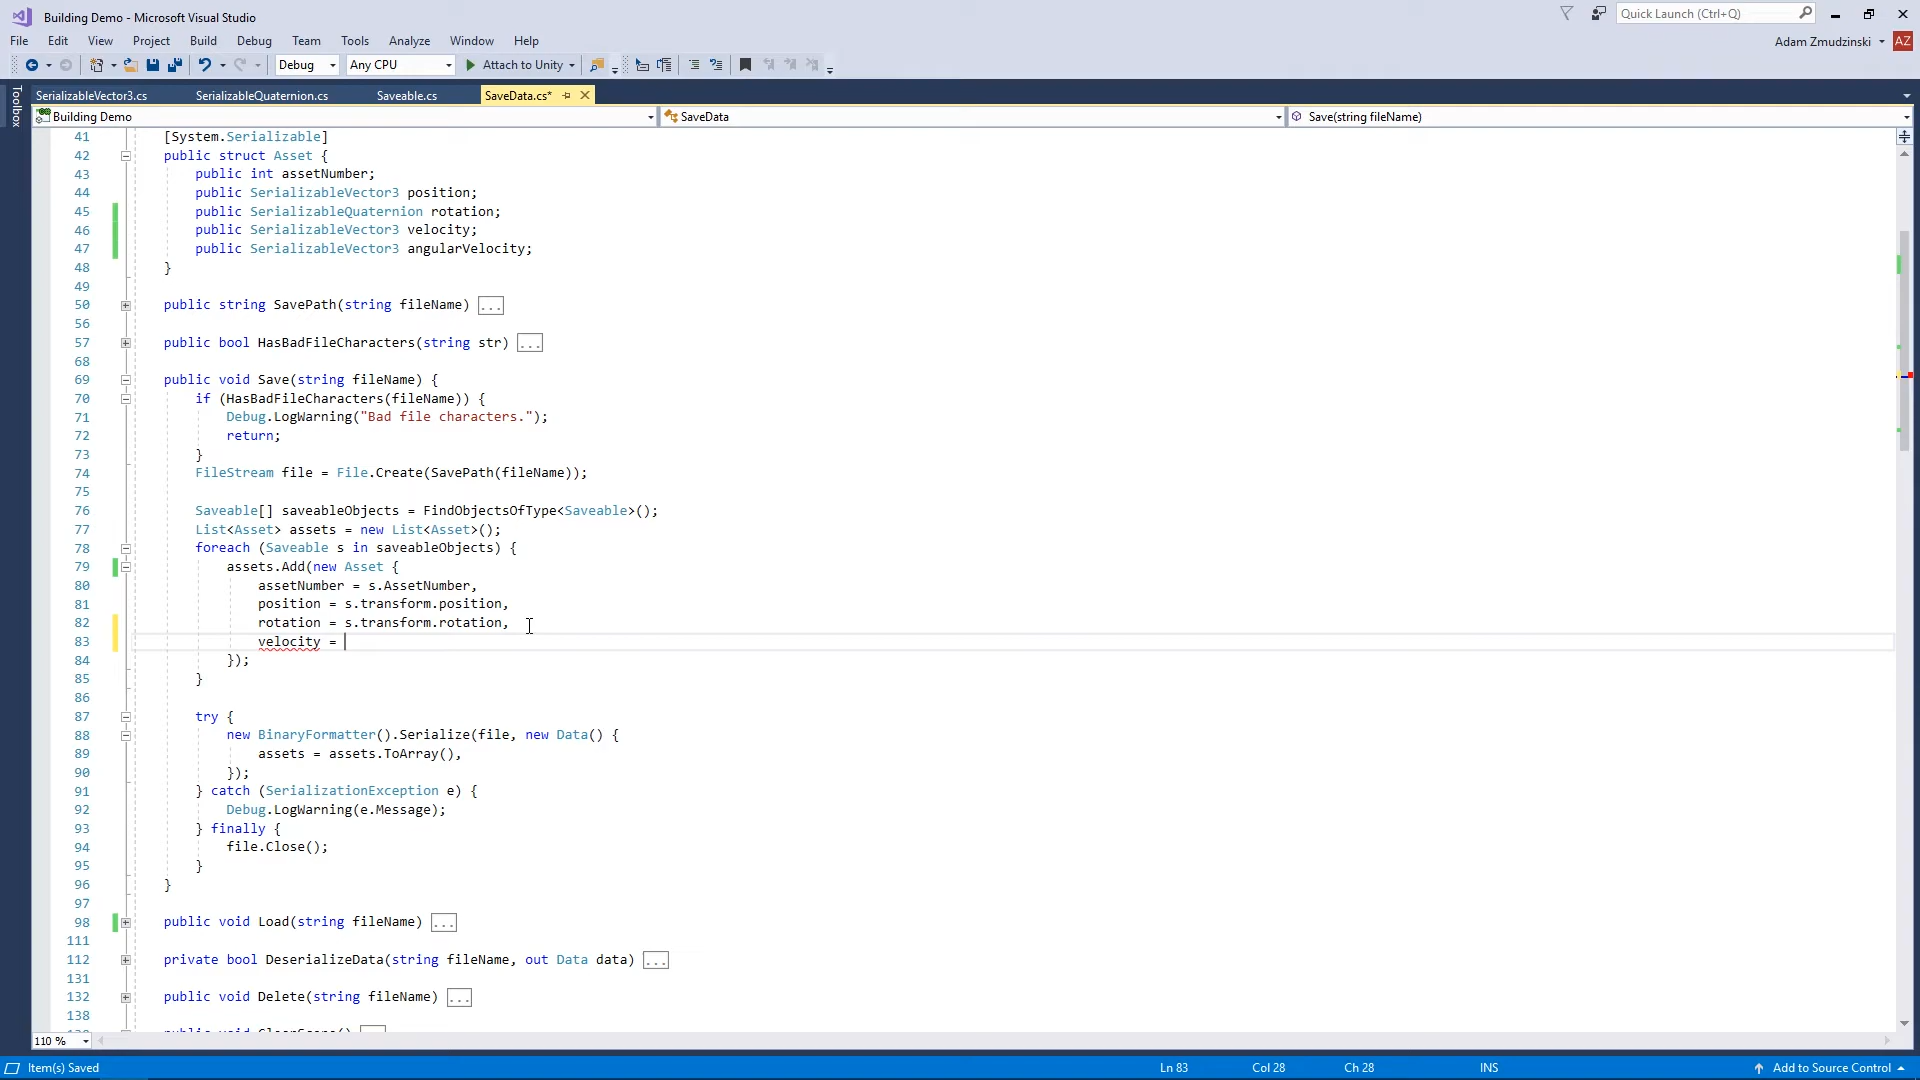 Building Demo - Microsoft Visual Studio
Quick Launch (Ctrl+Q)
File Edit View Project Build Debug Team Tools Analyze Window Help
Adam Zmudzinski AZ
Debug Any CPU Attach to Unity
Toolbox
SerializableVector3.cs SerializableQuaternion.cs Saveable.cs SaveData.cs*
Building Demo SaveData Save(string fileName)
41 [System.Serializable]
42 public struct Asset {
43 public int assetNumber;
44 public SerializableVector3 position;
45 public SerializableQuaternion rotation;
46 public SerializableVector3 velocity;
47 public SerializableVector3 angularVelocity;
48 }
49
50 public string SavePath(string fileName) ...
56
57 public bool HasBadFileCharacters(string str) ...
68
69 public void Save(string fileName) {
70 if (HasBadFileCharacters(fileName)) {
71 Debug.LogWarning("Bad file characters.");
72 return;
73 }
74 FileStream file = File.Create(SavePath(fileName));
75
76 Saveable[] saveableObjects = FindObjectsOfType<Saveable>();
77 List<Asset> assets = new List<Asset>();
78 foreach (Saveable s in saveableObjects) {
79 assets.Add(new Asset {
80 assetNumber = s.AssetNumber,
81 position = s.transform.position,
82 rotation = s.transform.rotation,
83 velocity =
84 });
85 }
86
87 try {
88 new BinaryFormatter().Serialize(file, new Data() {
89 assets = assets.ToArray(),
90 });
91 } catch (SerializationException e) {
92 Debug.LogWarning(e.Message);
93 } finally {
94 file.Close();
95 }
96 }
97
98 public void Load(string fileName) ...
111
112 private bool DeserializeData(string fileName, out Data data) ...
131
132 public void Delete(string fileName) ...
138
110 %
Item(s) Saved Ln 83 Col 28 Ch 28 INS Add to Source Control